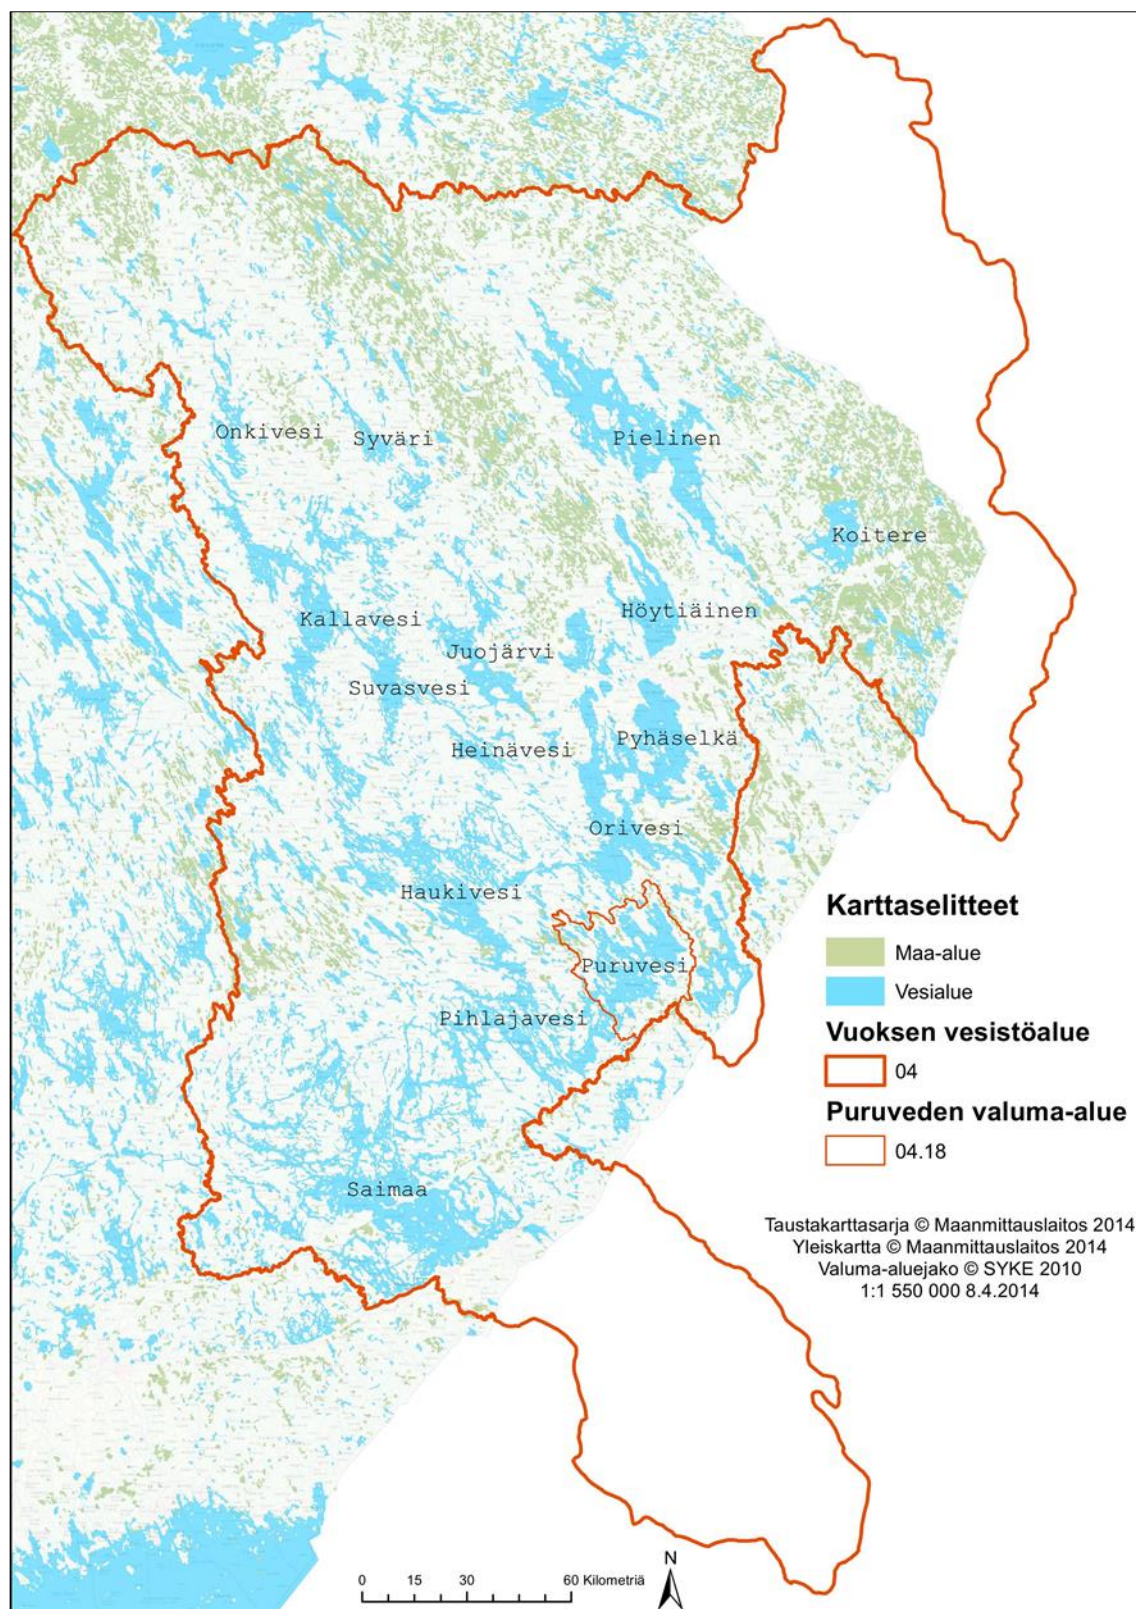 Onkivesi
Syväri
Pielinen
Koitere
Kallavesi
Höytiäinen
Juojärvi
Suvasvesi
Heinävesi
Pyhäselkä
Orivesi
Haukivesi
Puruvesi
Pihlajavesi
Saimaa
Karttaselitteet
Maa-alue
Vesialue
Vuoksen vesistöalue
04
Puruveden valuma-alue
04.18
Taustakarttasarja © Maanmittauslaitos 2014
Yleiskartta © Maanmittauslaitos 2014
Valuma-aluejako © SYKE 2010
1:1 550 000 8.4.2014
N
0 15 30 60 Kilometriä